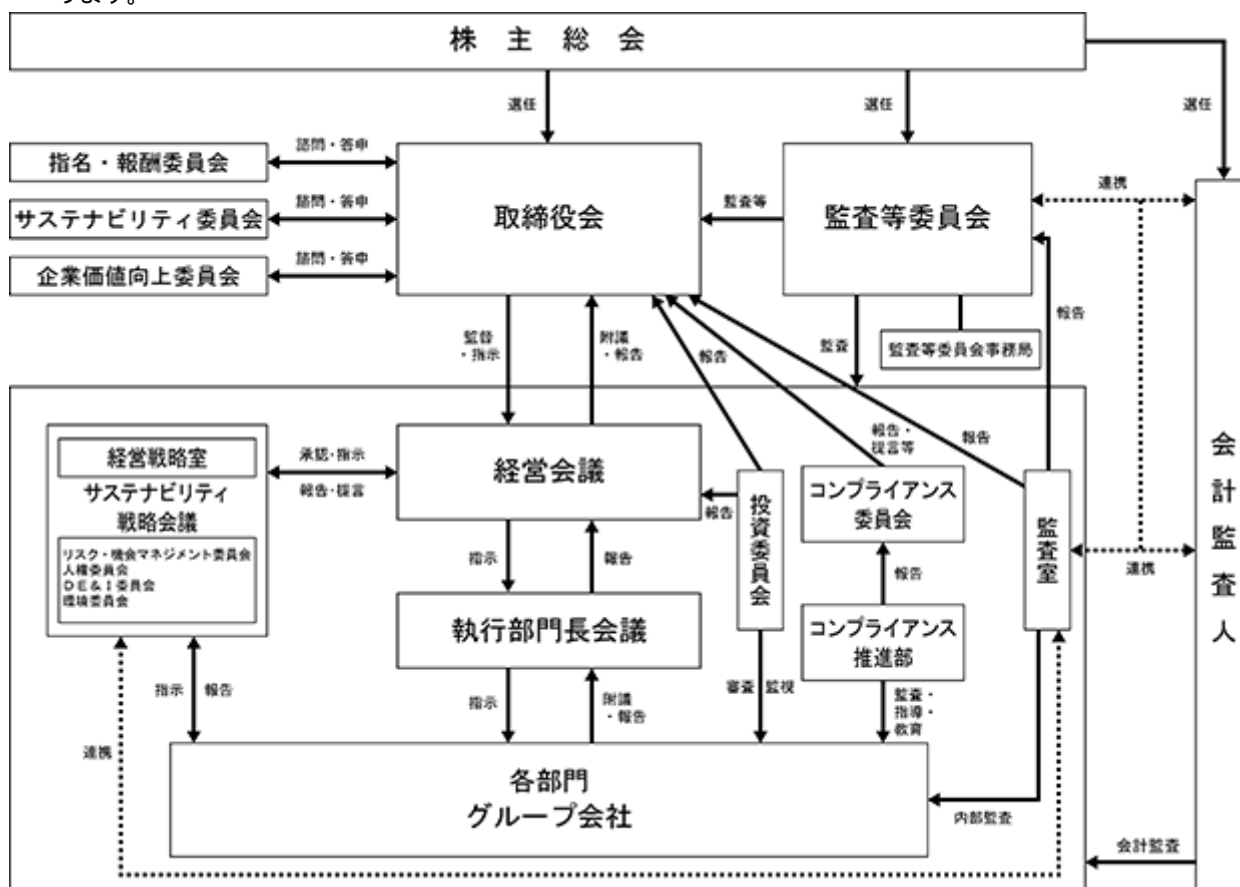 ります。
株主総会
選任
選任
選任
指名・報酬委員会
諮問・答申
サステナビリティ委員会
諮問・答申
企業価値向上委員会
諮問・答申
取締役会
監査等
監査等委員会
連携
監督
・指示
附議
・報告
報告
監査
監査等委員会事務局
報告
経営戦略室
サステナビリティ
戦略会議
リスク・機会マネジメント委員会
人権委員会
DE&I委員会
環境委員会
承認・指示
報告・提言
経営会議
報告
投資委員会
報告・
提言等
コンプライアンス
委員会
報告
監査室
連携
会計監査人
指示
報告
執行部門長会議
報告
コンプライアンス
推進部
指示
報告
指示
附議
・報告
審査
監視
監査・
指導・
教育
連携
各部門
グループ会社
内部監査
会計監査